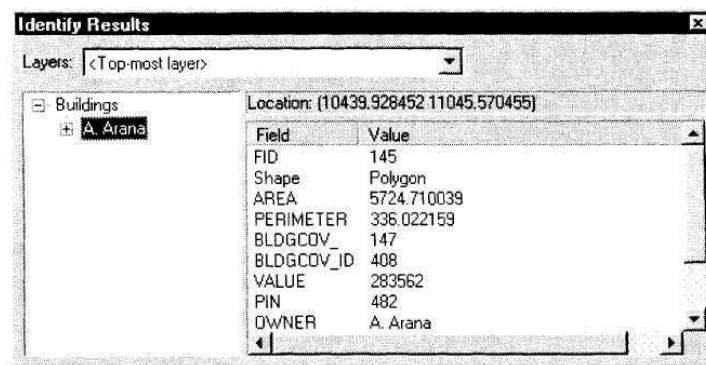 Identify Results
Layers: <Top-most layer>
Buildings
A. Arana
Location: (10439.928452 11045.570455)
Field Value
FID 145
Shape Polygon
AREA 5724.710039
PERIMETER 336.022159
BLDGCOV_ 147
BLDGCOV_ID 408
VALUE 283562
PIN 482
OWNER A. Arana